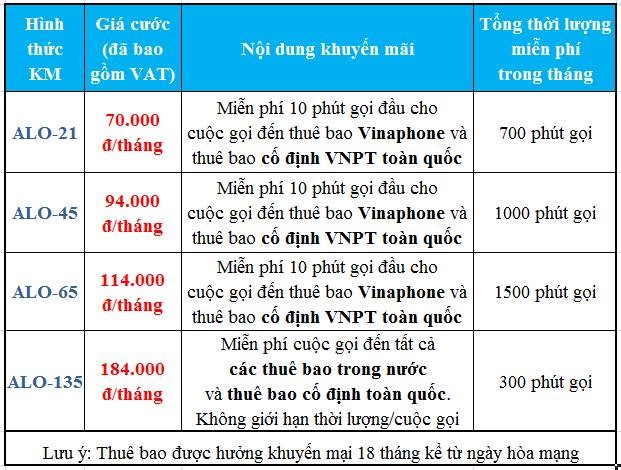 Hình thức KM
Giá cước (đã bao gồm VAT)
Nội dung khuyến mãi
Tổng thời lượng miễn phí trong tháng
ALO-21
70.000 đ/tháng
Miễn phí 10 phút gọi đầu cho
cuộc gọi đến thuê bao Vinaphone và
thuê bao cố định VNPT toàn quốc
700 phút gọi
ALO-45
94.000 đ/tháng
Miễn phí 10 phút gọi đầu cho
cuộc gọi đến thuê bao Vinaphone và
thuê bao cố định VNPT toàn quốc
1000 phút gọi
ALO-65
114.000 đ/tháng
Miễn phí 10 phút gọi đầu cho
cuộc gọi đến thuê bao Vinaphone và
thuê bao cố định VNPT toàn quốc
1500 phút gọi
ALO-135
184.000 đ/tháng
Miễn phí cuộc gọi đến tất cả
các thuê bao trong nước
và thuê bao cố định toàn quốc.
Không giới hạn thời lượng/cuộc gọi
300 phút gọi
Lưu ý: Thuê bao được hưởng khuyến mại 18 tháng kể từ ngày hòa mạng